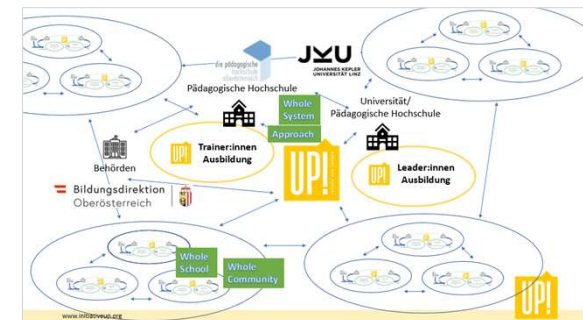 die pädagogische
hochschule
oberösterreich
JKU
JOHANNES KEPLER
UNIVERSITÄT LINZ
Pädagogische Hochschule
Whole
System
Approach
Universität/
Pädagogische Hochschule
UP!
Trainer:innen
Ausbildung
UP!
UP!
Leader:innen
Ausbildung
Behörden
Bildungsdirektion
Oberösterreich
Whole
School
Whole
Community
UP!
www.initiativeup.org